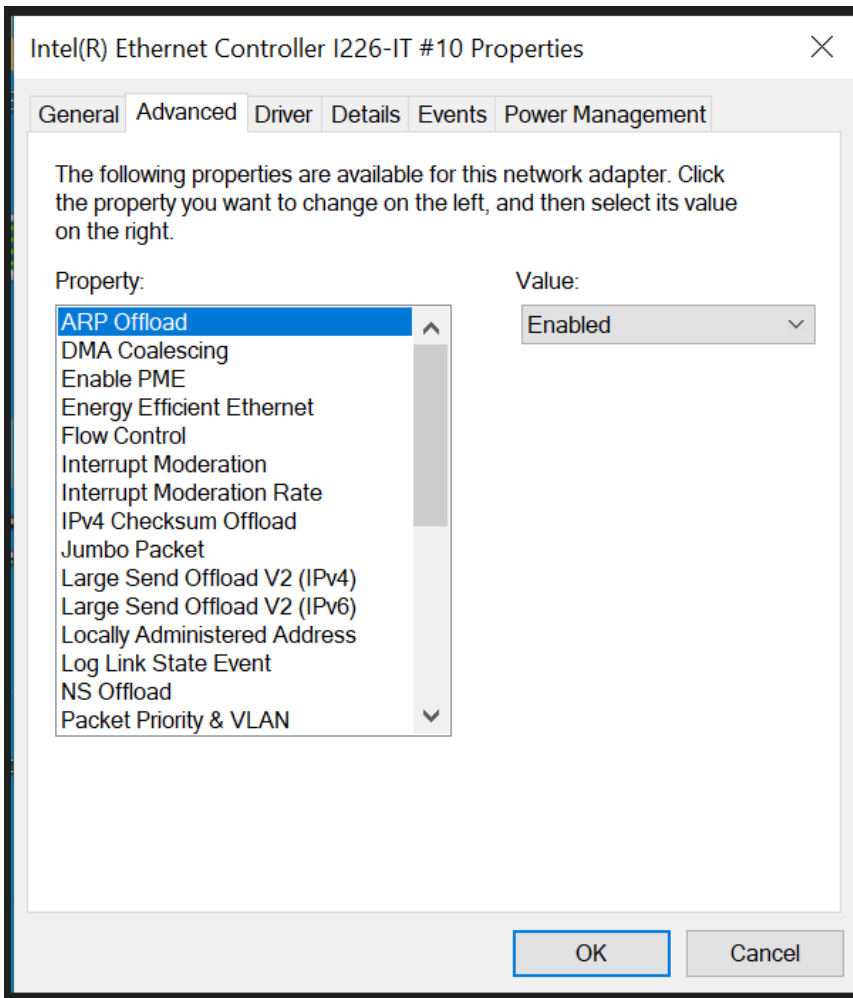 Intel(R) Ethernet Controller I226-IT #10 Properties
General Advanced Driver Details Events Power Management
The following properties are available for this network adapter. Click
the property you want to change on the left, and then select its value
on the right.
Property:
Value:
ARP Offload
Enabled
DMA Coalescing
Enable PME
Energy Efficient Ethernet
Flow Control
Interrupt Moderation
Interrupt Moderation Rate
IPv4 Checksum Offload
Jumbo Packet
Large Send Offload V2 (IPv4)
Large Send Offload V2 (IPv6)
Locally Administered Address
Log Link State Event
NS Offload
Packet Priority & VLAN
OK
Cancel